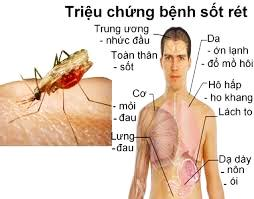 Triệu chứng bệnh sốt rét
Trung ương
- nhức đầu
Toàn thân
- sốt
Cơ
- mỏi
- đau
Lưng
- đau
Da
- ớn lạnh
- đổ mồ hôi
Hô hấp
- ho khang
Lách to
Dạ dày
- nôn
- ói